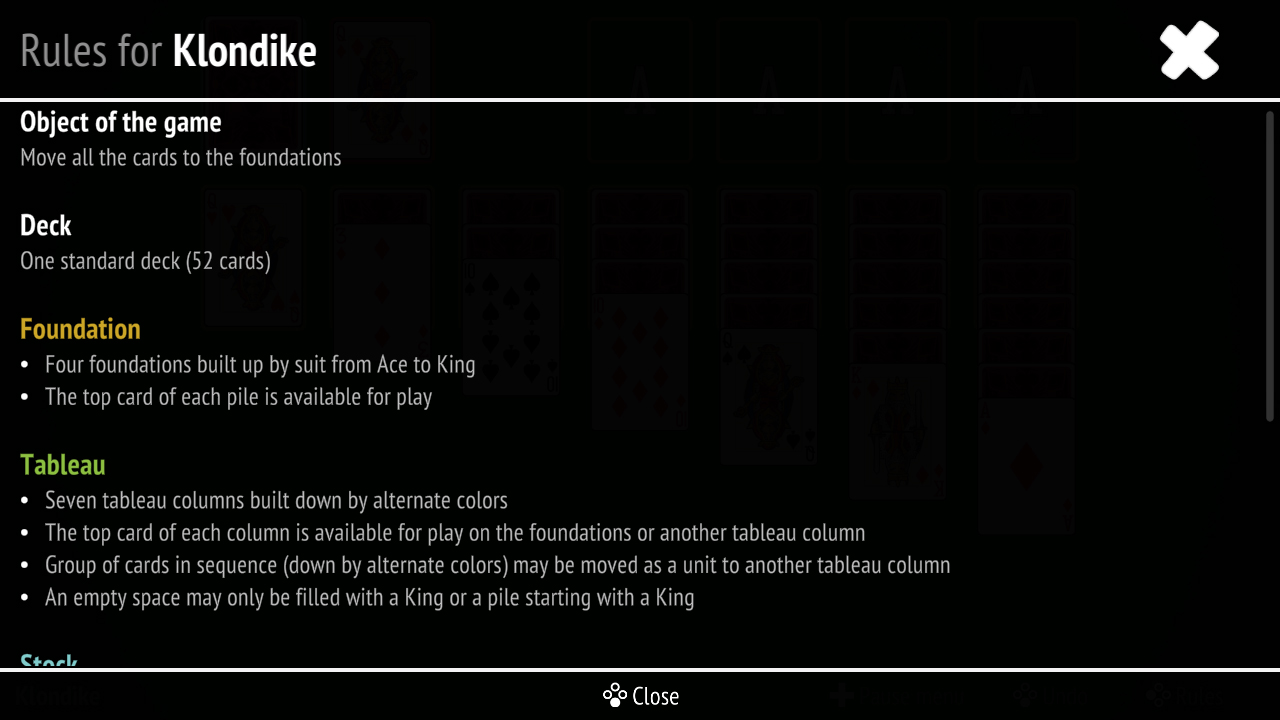 Rules for Klondike
Object of the game
Move all the cards to the foundations
Deck
One standard deck (52 cards)
Foundation
• Four foundations built up by suit from Ace to King
• The top card of each pile is available for play
Tableau
• Seven tableau columns built down by alternate colors
• The top card of each column is available for play on the foundations or another tableau column
• Group of cards in sequence (down by alternate colors) may be moved as a unit to another tableau column
• An empty space may only be filled with a King or a pile starting with a King
Stock
Close